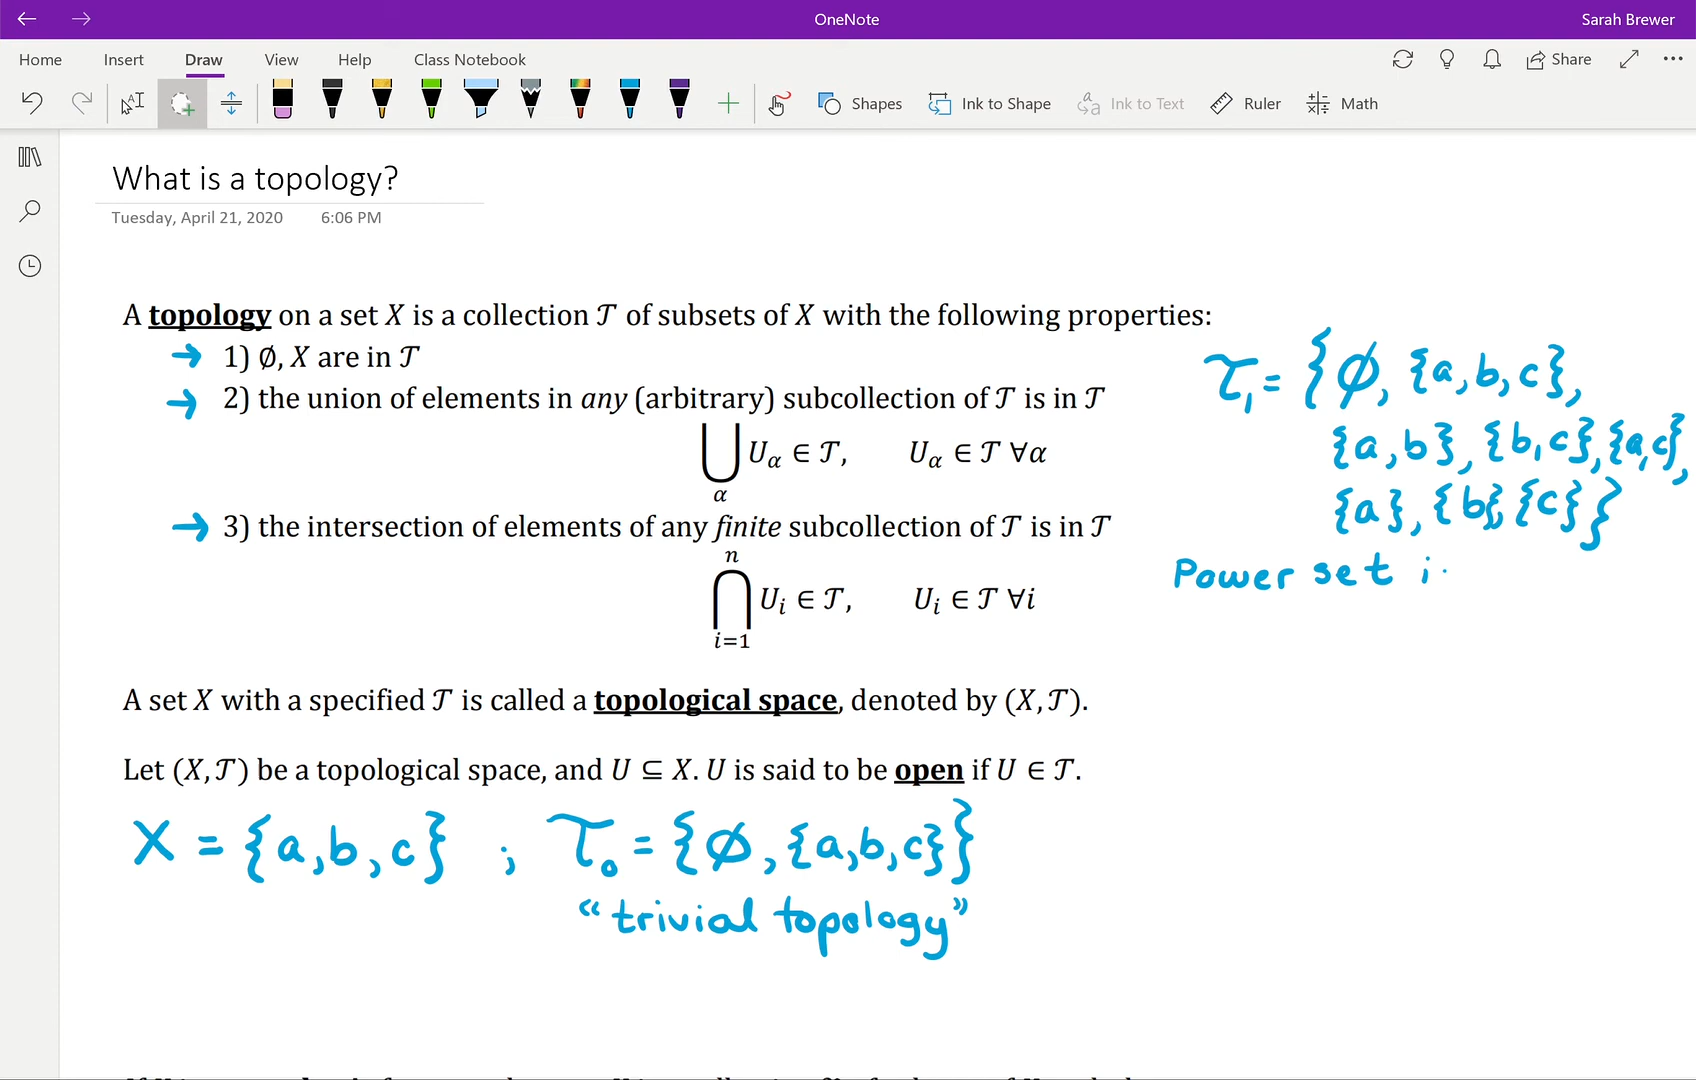 OneNote
Sarah Brewer
Home Insert Draw View Help Class Notebook Share
Shapes Ink to Shape Ink to Text Ruler Math
What is a topology?
Tuesday, April 21, 2020 6:06 PM
A topology on a set X is a collection 𝒯 of subsets of X with the following properties:
→ 1) ∅, X are in 𝒯
→ 2) the union of elements in any (arbitrary) subcollection of 𝒯 is in 𝒯
⋃_α U_α ∈ 𝒯, U_α ∈ 𝒯 ∀α
→ 3) the intersection of elements of any finite subcollection of 𝒯 is in 𝒯
⋂_{i=1}^n U_i ∈ 𝒯, U_i ∈ 𝒯 ∀i
𝒯₁ = {∅, {a,b,c},
{a,b}, {b,c}, {a,c},
{a}, {b}, {c}}
Power set i
A set X with a specified 𝒯 is called a topological space, denoted by (X, 𝒯).
Let (X, 𝒯) be a topological space, and U ⊆ X. U is said to be open if U ∈ 𝒯.
X = {a,b,c} ; 𝒯₀ = {∅, {a,b,c}}
"trivial topology"